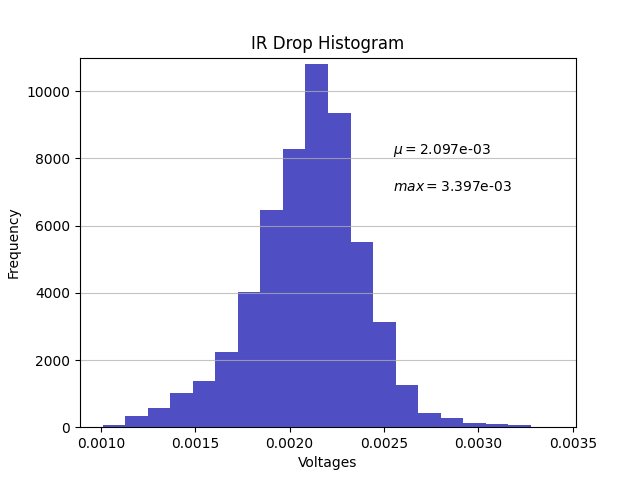 IR Drop Histogram
10000
8000
6000
4000
2000
0
Frequency
μ = 2.097e-03
max = 3.397e-03
0.0010 0.0015 0.0020 0.0025 0.0030 0.0035
Voltages